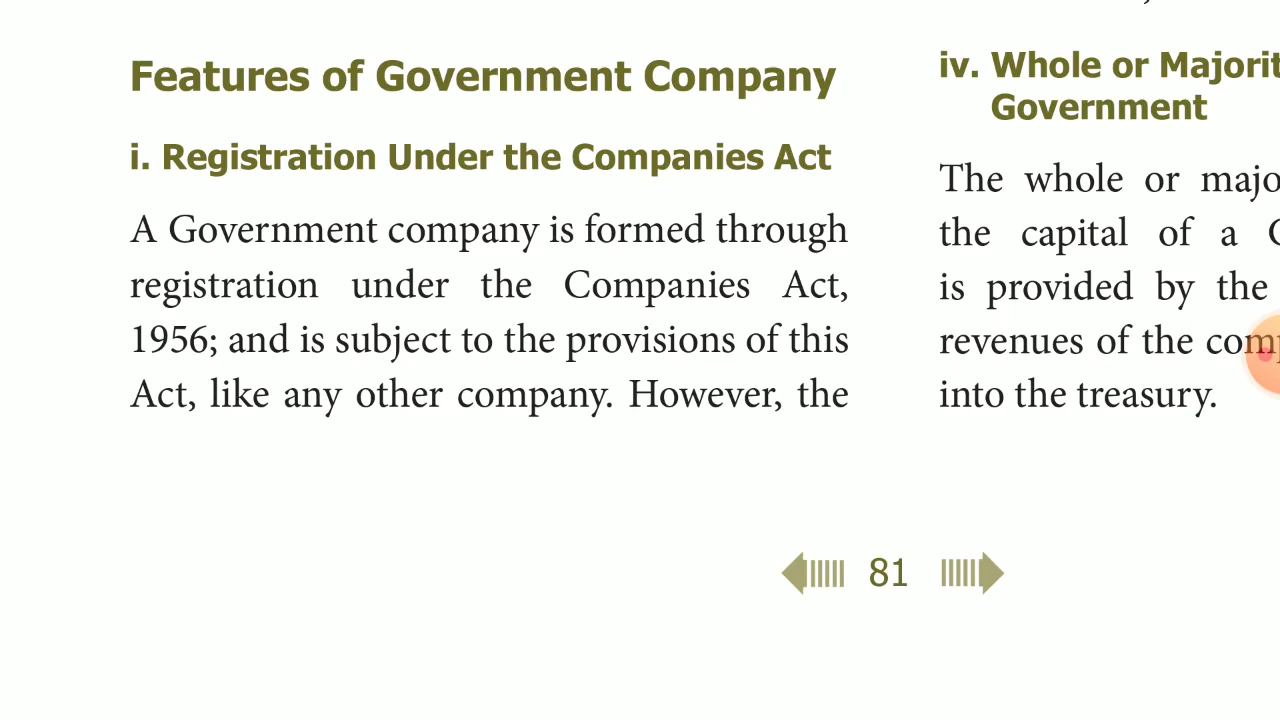 Features of Government Company
i. Registration Under the Companies Act
A Government company is formed through
registration under the Companies Act,
1956; and is subject to the provisions of this
Act, like any other company. However, the
iv. Whole or
Government
The whole or
the capital of a
is provided by the
revenues of the
into the treasury.
81